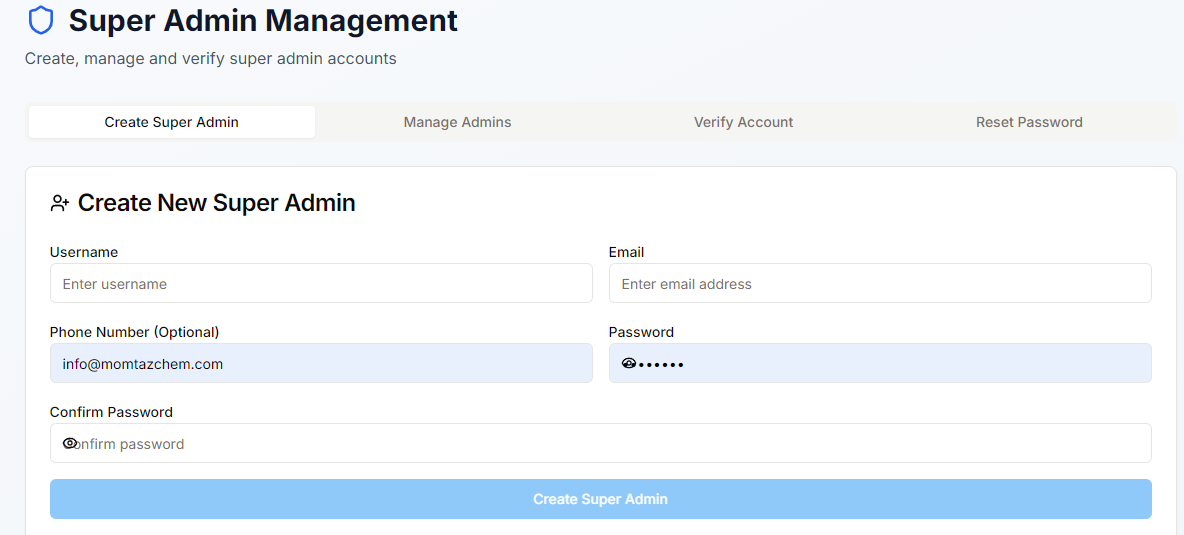 Super Admin Management
Create, manage and verify super admin accounts
Create Super Admin Manage Admins Verify Account Reset Password
Create New Super Admin
Username Email
Enter username Enter email address
Phone Number (Optional) Password
info@momtazchem.com ••••••
Confirm Password
onfirm password
Create Super Admin